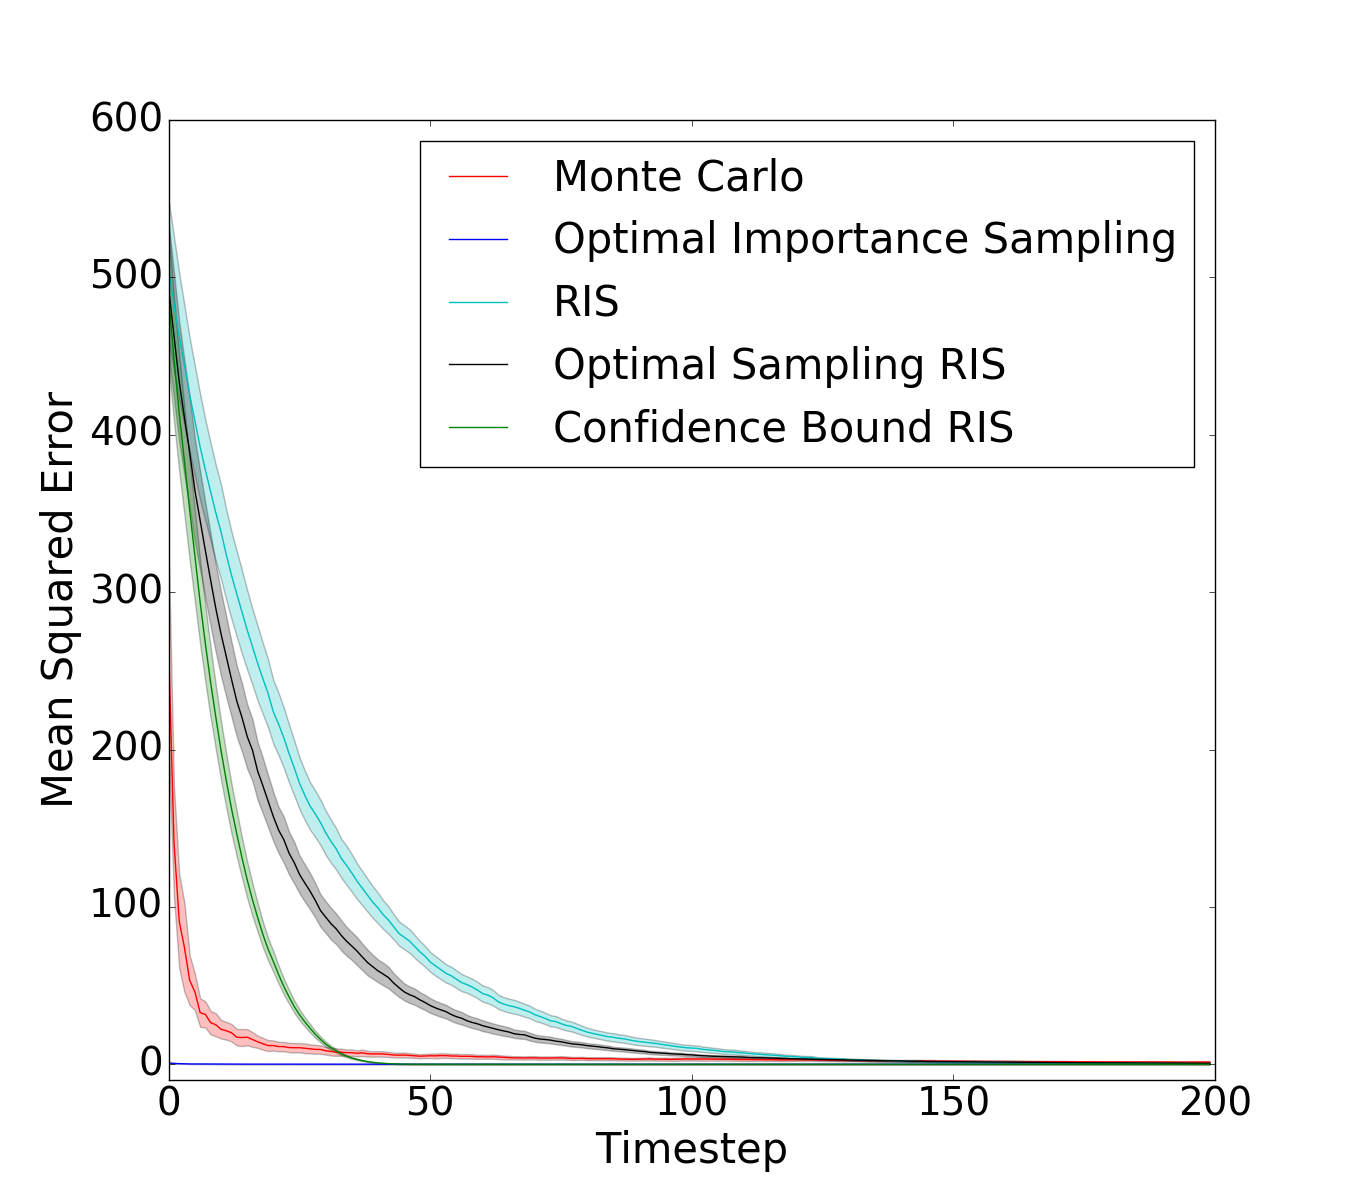 600
500
400
300
200
100
0
Mean Squared Error
Monte Carlo
Optimal Importance Sampling
RIS
Optimal Sampling RIS
Confidence Bound RIS
0 50 100 150 200
Timestep